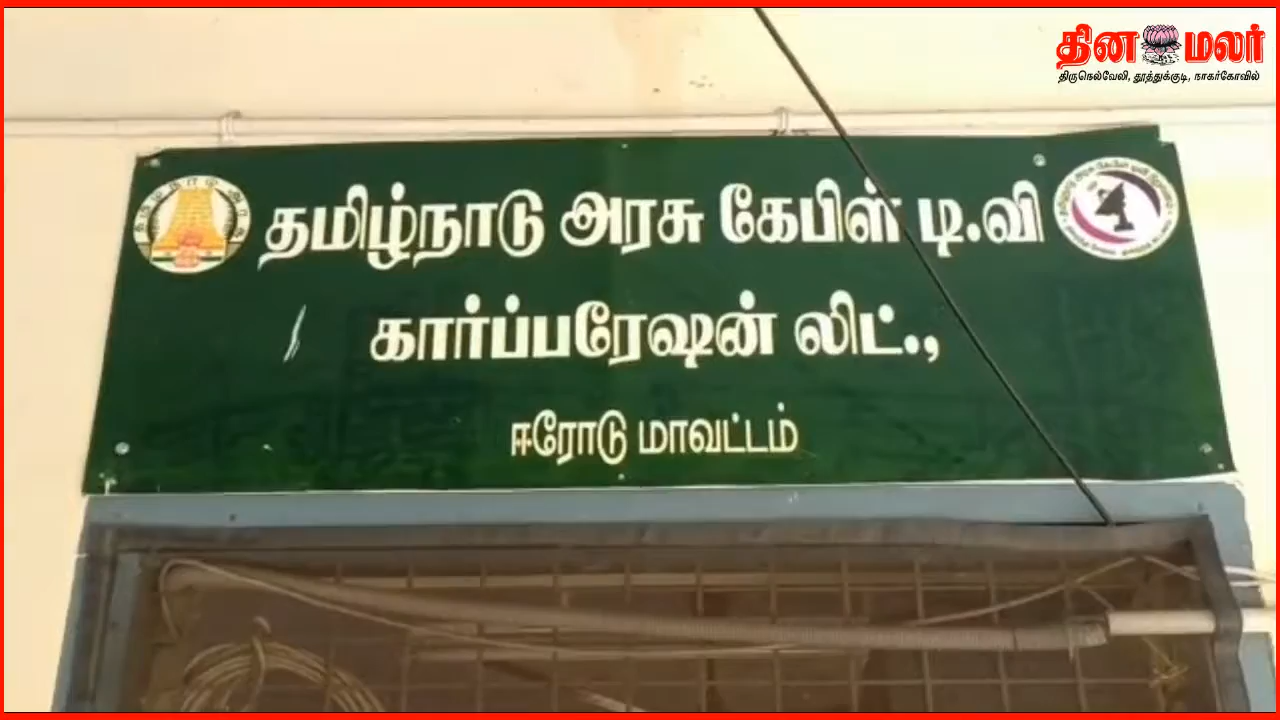 தினமலர்
திருநெல்வேலி, தூத்துக்குடி, நாகர்கோவில்
தமிழ்நாடு அரசு கேபிள் டி.வி
கார்ப்பரேஷன் லிட்.,
ஈரோடு மாவட்டம்